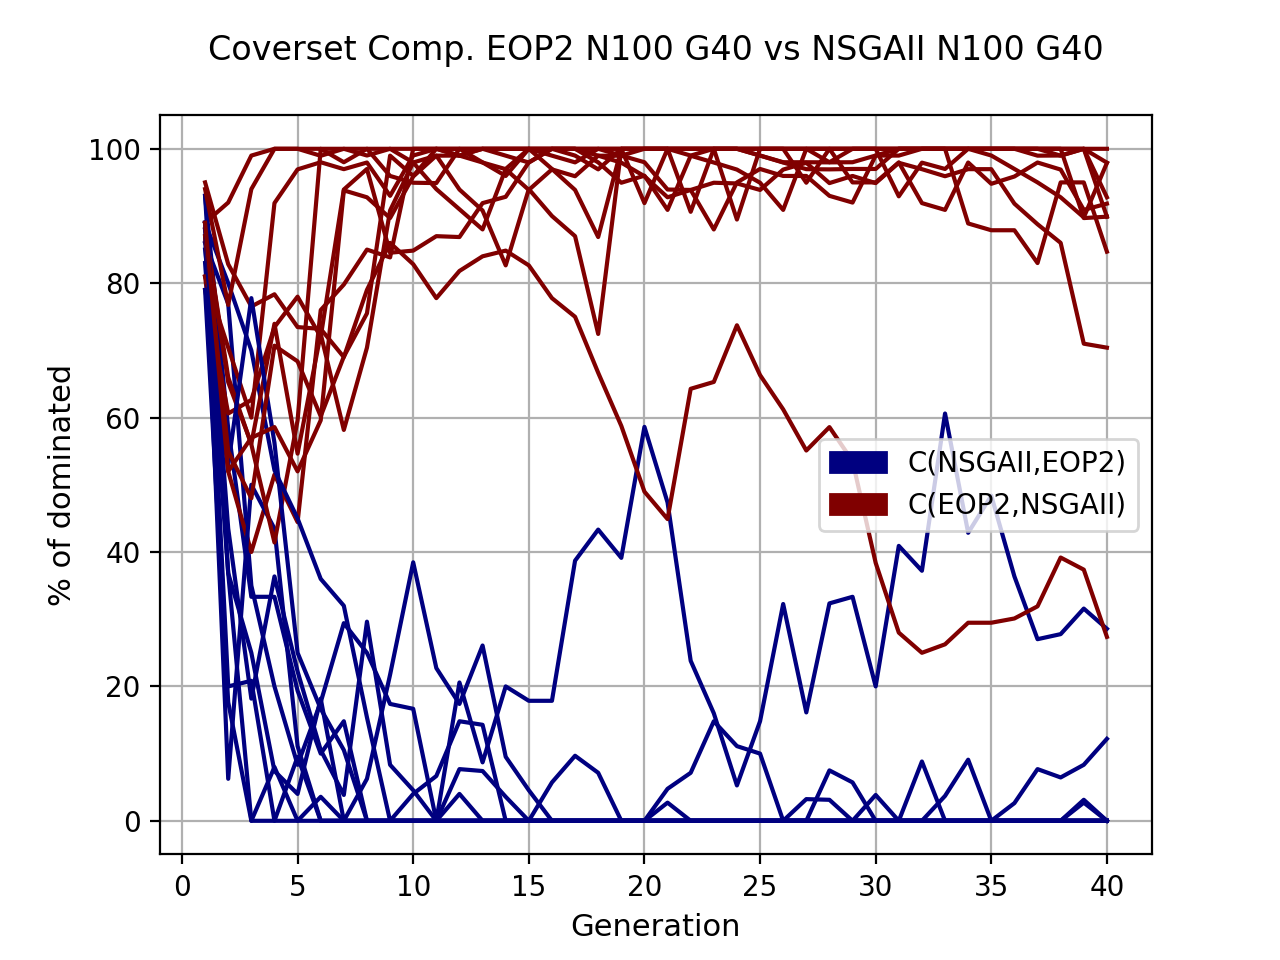 Coverset Comp. EOP2 N100 G40 vs NSGAII N100 G40
% of dominated
100
80
60
40
20
0
C(NSGAII,EOP2)
C(EOP2,NSGAII)
0 5 10 15 20 25 30 35 40
Generation